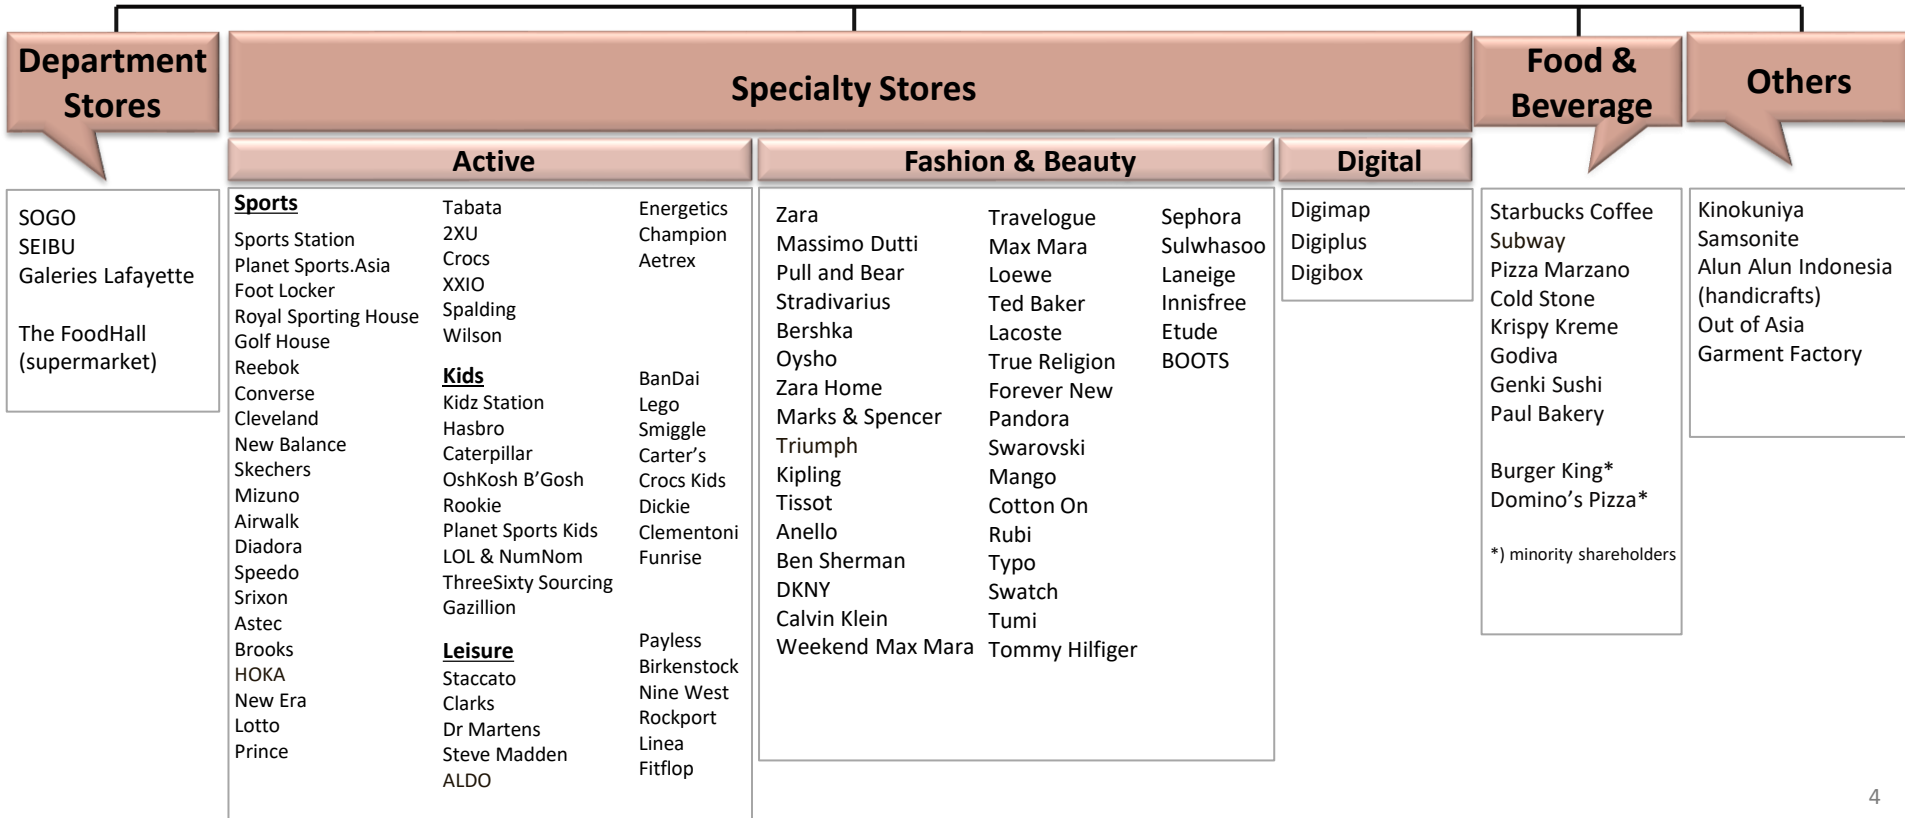 Department
Stores
Specialty Stores
Food &
Beverage
Others
Active
Fashion & Beauty
Digital
SOGO
SEIBU
Galeries Lafayette
The FoodHall
(supermarket)
Sports
Sports Station
Planet Sports.Asia
Foot Locker
Royal Sporting House
Golf House
Reebok
Converse
Cleveland
New Balance
Skechers
Mizuno
Airwalk
Diadora
Speedo
Srixon
Astec
Brooks
HOKA
New Era
Lotto
Prince
Tabata
2XU
Crocs
XXIO
Spalding
Wilson
Energetics
Champion
Aetrex
Kids
Kidz Station
Hasbro
Caterpillar
OshKosh B’Gosh
Rookie
Planet Sports Kids
LOL & NumNom
ThreeSixty Sourcing
Gazillion
BanDai
Lego
Smiggle
Carter’s
Crocs Kids
Dickie
Clementoni
Funrise
Leisure
Staccato
Clarks
Dr Martens
Steve Madden
ALDO
Payless
Birkenstock
Nine West
Rockport
Linea
Fitflop
Zara
Massimo Dutti
Pull and Bear
Stradivarius
Bershka
Oysho
Zara Home
Marks & Spencer
Triumph
Kipling
Tissot
Anello
Ben Sherman
DKNY
Calvin Klein
Weekend Max Mara
Travelogue
Max Mara
Loewe
Ted Baker
Lacoste
True Religion
Forever New
Pandora
Swarovski
Mango
Cotton On
Rubi
Typo
Swatch
Tumi
Tommy Hilfiger
Sephora
Sulwhasoo
Laneige
Innisfree
Etude
BOOTS
Digimap
Digiplus
Digibox
Starbucks Coffee
Subway
Pizza Marzano
Cold Stone
Krispy Kreme
Godiva
Genki Sushi
Paul Bakery
Burger King*
Domino’s Pizza*
*) minority shareholders
Kinokuniya
Samsonite
Alun Alun Indonesia
(handicrafts)
Out of Asia
Garment Factory
4